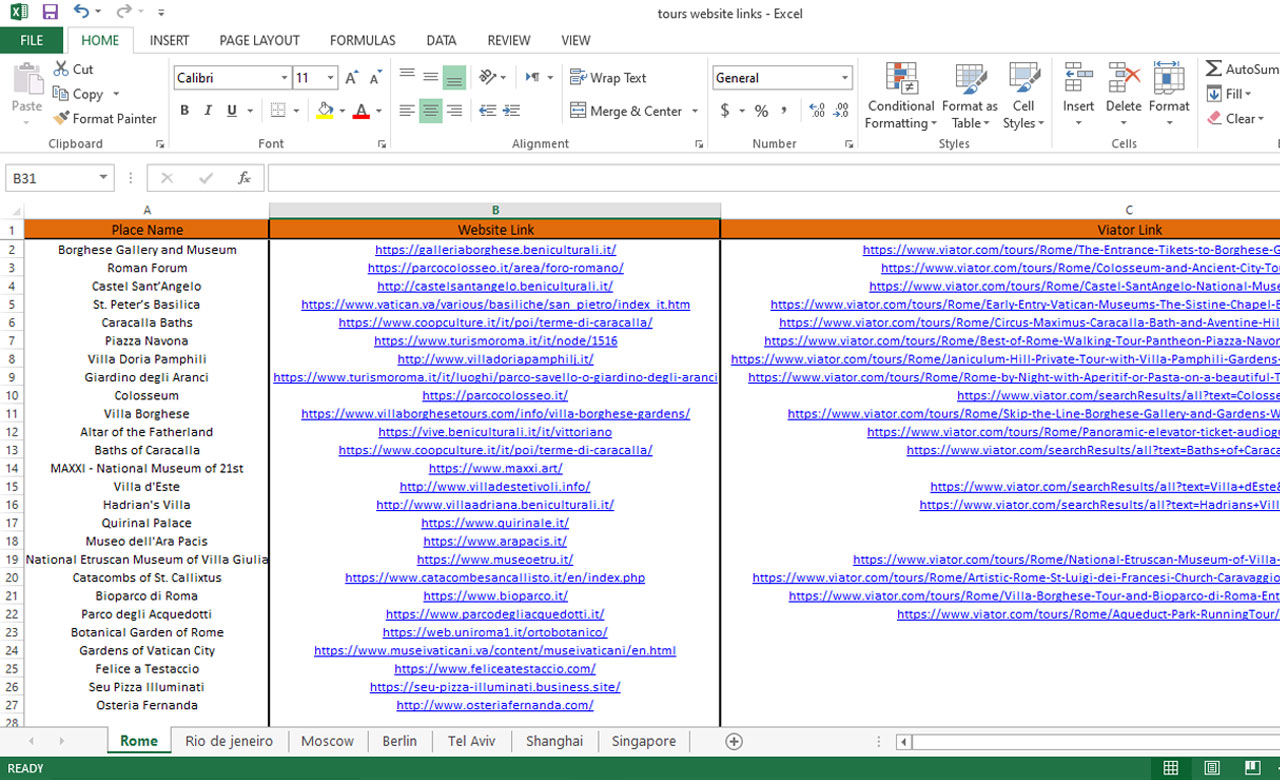 tours website links - Excel
FILE HOME INSERT PAGE LAYOUT FORMULAS DATA REVIEW VIEW
Paste
Cut
Copy
Format Painter
Calibri 11
B I U
Wrap Text
Merge & Center
General
$ % ,
Conditional Formatting
Format as Table
Cell Styles
Insert Delete Format
AutoSum
Fill
Clear
Clipboard Font Alignment Number Styles Cells
B31 fx
A B C
1 Place Name Website Link Viator Link
2 Borghese Gallery and Museum https://galleriaborghese.beniculturali.it/ https://www.viator.com/tours/Rome/The-Entrance-Tikets-to-Borghese-G
3 Roman Forum https://parcocolosseo.it/area/foro-romano/ https://www.viator.com/tours/Rome/Colosseum-and-Ancient-City-Tou
4 Castel Sant’Angelo http://castelsantangelo.beniculturali.it/ https://www.viator.com/tours/Rome/Castel-SantAngelo-National-Muse
5 St. Peter’s Basilica https://www.vatican.va/various/basiliche/san_pietro/index_it.htm https://www.viator.com/tours/Rome/Early-Entry-Vatican-Museums-The-Sistine-Chapel-B
6 Caracalla Baths https://www.coopculture.it/it/poi/terme-di-caracalla/ https://www.viator.com/tours/Rome/Circus-Maximus-Caracalla-Bath-and-Aventine-Hil
7 Piazza Navona https://www.turismoroma.it/it/node/1516 https://www.viator.com/tours/Rome/Best-of-Rome-Walking-Tour-Pantheon-Piazza-Navor
8 Villa Doria Pamphili http://www.villadoriapamphilj.it/ https://www.viator.com/tours/Rome/Janiculum-Hill-Private-Tour-with-Villa-Pamphili-Gardens-
9 Giardino degli Aranci https://www.turismoroma.it/it/luoghi/parco-savello-o-giardino-degli-aranci https://www.viator.com/tours/Rome/Rome-by-Night-with-Aperitif-or-Pasta-on-a-beautiful-T
10 Colosseum https://parcocolosseo.it/ https://www.viator.com/searchResults/all?text=Colosse
11 Villa Borghese https://www.villaborghesetours.com/info/villa-borghese-gardens/ https://www.viator.com/tours/Rome/Skip-the-Line-Borghese-Gallery-and-Gardens-W
12 Altar of the Fatherland https://vive.beniculturali.it/it/vittoriano https://www.viator.com/tours/Rome/Panoramic-elevator-ticket-audiogu
13 Baths of Caracalla https://www.coopculture.it/it/poi/terme-di-caracalla/ https://www.viator.com/searchResults/all?text=Baths+of+Caraca
14 MAXXI - National Museum of 21st https://www.maxxi.art/
15 Villa d'Este http://www.villadestetivoli.info/ https://www.viator.com/searchResults/all?text=Villa+dEste&
16 Hadrian's Villa http://www.villaadriana.beniculturali.it/ https://www.viator.com/searchResults/all?text=Hadrians+Vill
17 Quirinal Palace https://www.quirinale.it/
18 Museo dell'Ara Pacis https://www.arapacis.it/
19 National Etruscan Museum of Villa Giulia https://www.museoetru.it/ https://www.viator.com/tours/Rome/National-Etruscan-Museum-of-Villa-
20 Catacombs of St. Callixtus https://www.catacombesancallisto.it/en/index.php https://www.viator.com/tours/Rome/Artistic-Rome-St-Luigi-dei-Francesi-Church-Caravaggio
21 Bioparco di Roma https://www.bioparco.it/ https://www.viator.com/tours/Rome/Villa-Borghese-Tour-and-Bioparco-di-Roma-Ent
22 Parco degli Acquedotti https://www.parcodegliacquedotti.it/ https://www.viator.com/tours/Rome/Aqueduct-Park-RunningTour/
23 Botanical Garden of Rome https://web.uniroma1.it/ortobotanico/
24 Gardens of Vatican City https://www.museivaticani.va/content/museivaticani/en.html
25 Felice a Testaccio https://www.feliceatestaccio.com/
26 Seu Pizza Illuminati https://seu-pizza-illuminati.business.site/
27 Osteria Fernanda http://www.osteriafernanda.com/
28
Rome Rio de jeneiro Moscow Berlin Tel Aviv Shanghai Singapore
READY